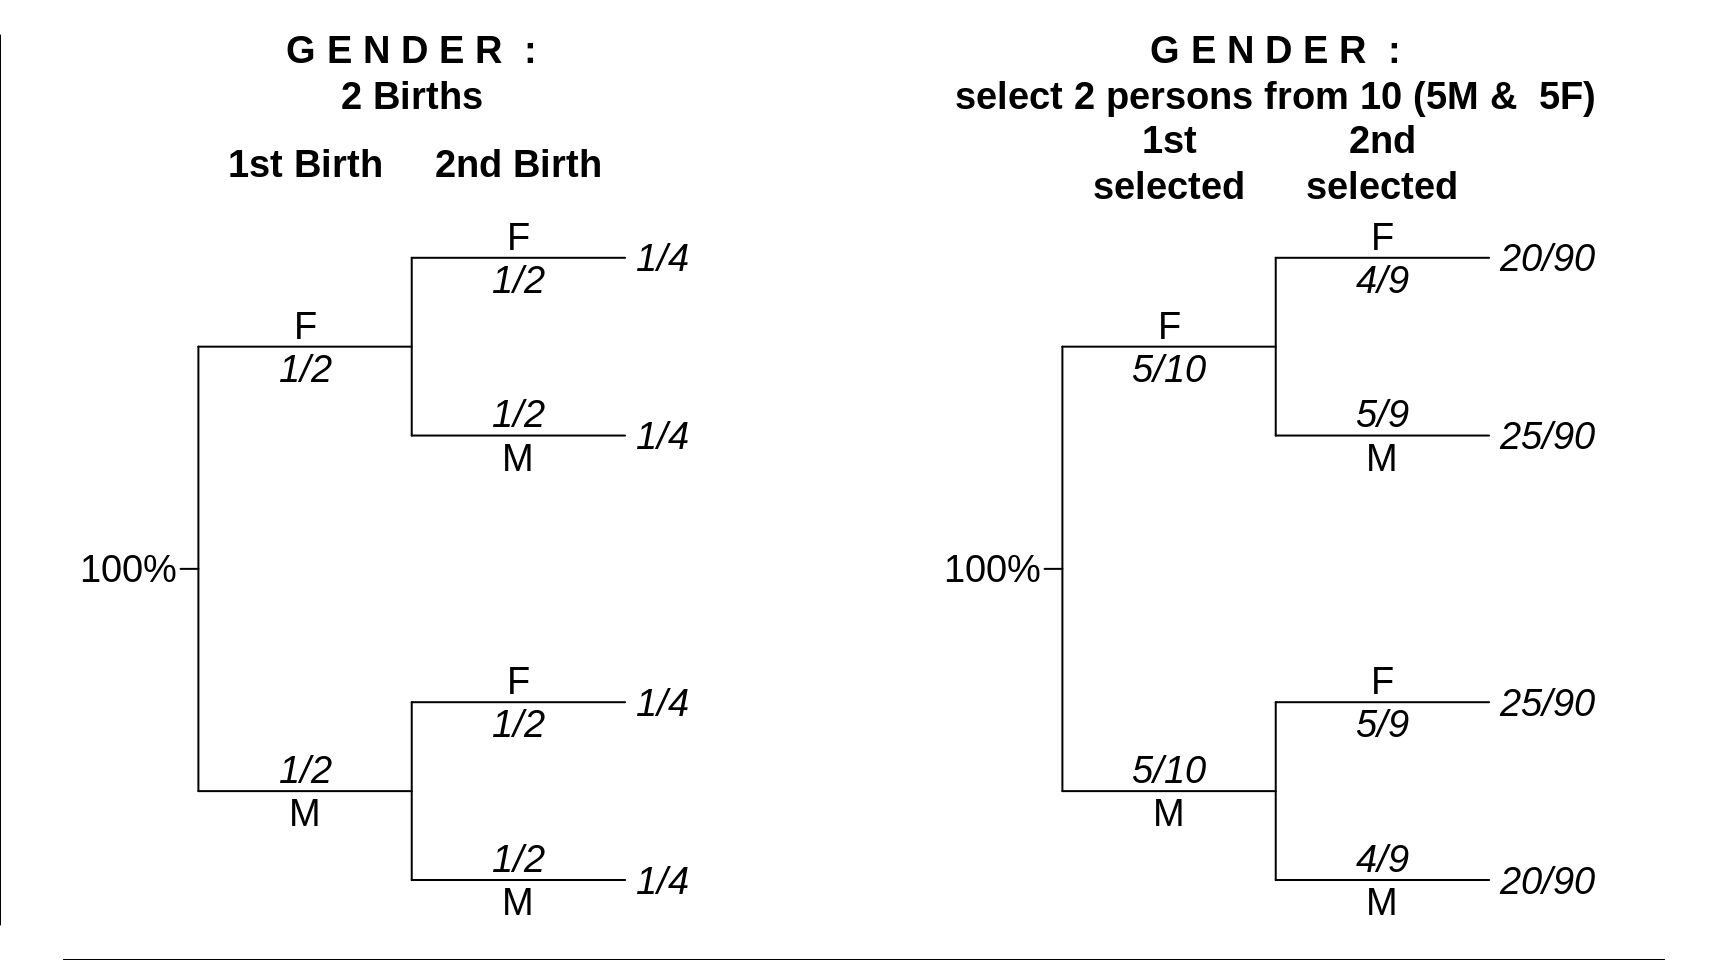 G E N D E R :
2 Births
1st Birth 2nd Birth
F
1/2
1/4
F
1/2
1/2
M
1/4
100%
F
1/2
1/4
1/2
M
1/2
M
1/4
G E N D E R :
select 2 persons from 10 (5M &  5F)
1st 2nd
selected selected
F
4/9
20/90
F
5/10
5/9
M
25/90
100%
F
5/9
25/90
5/10
M
4/9
M
20/90